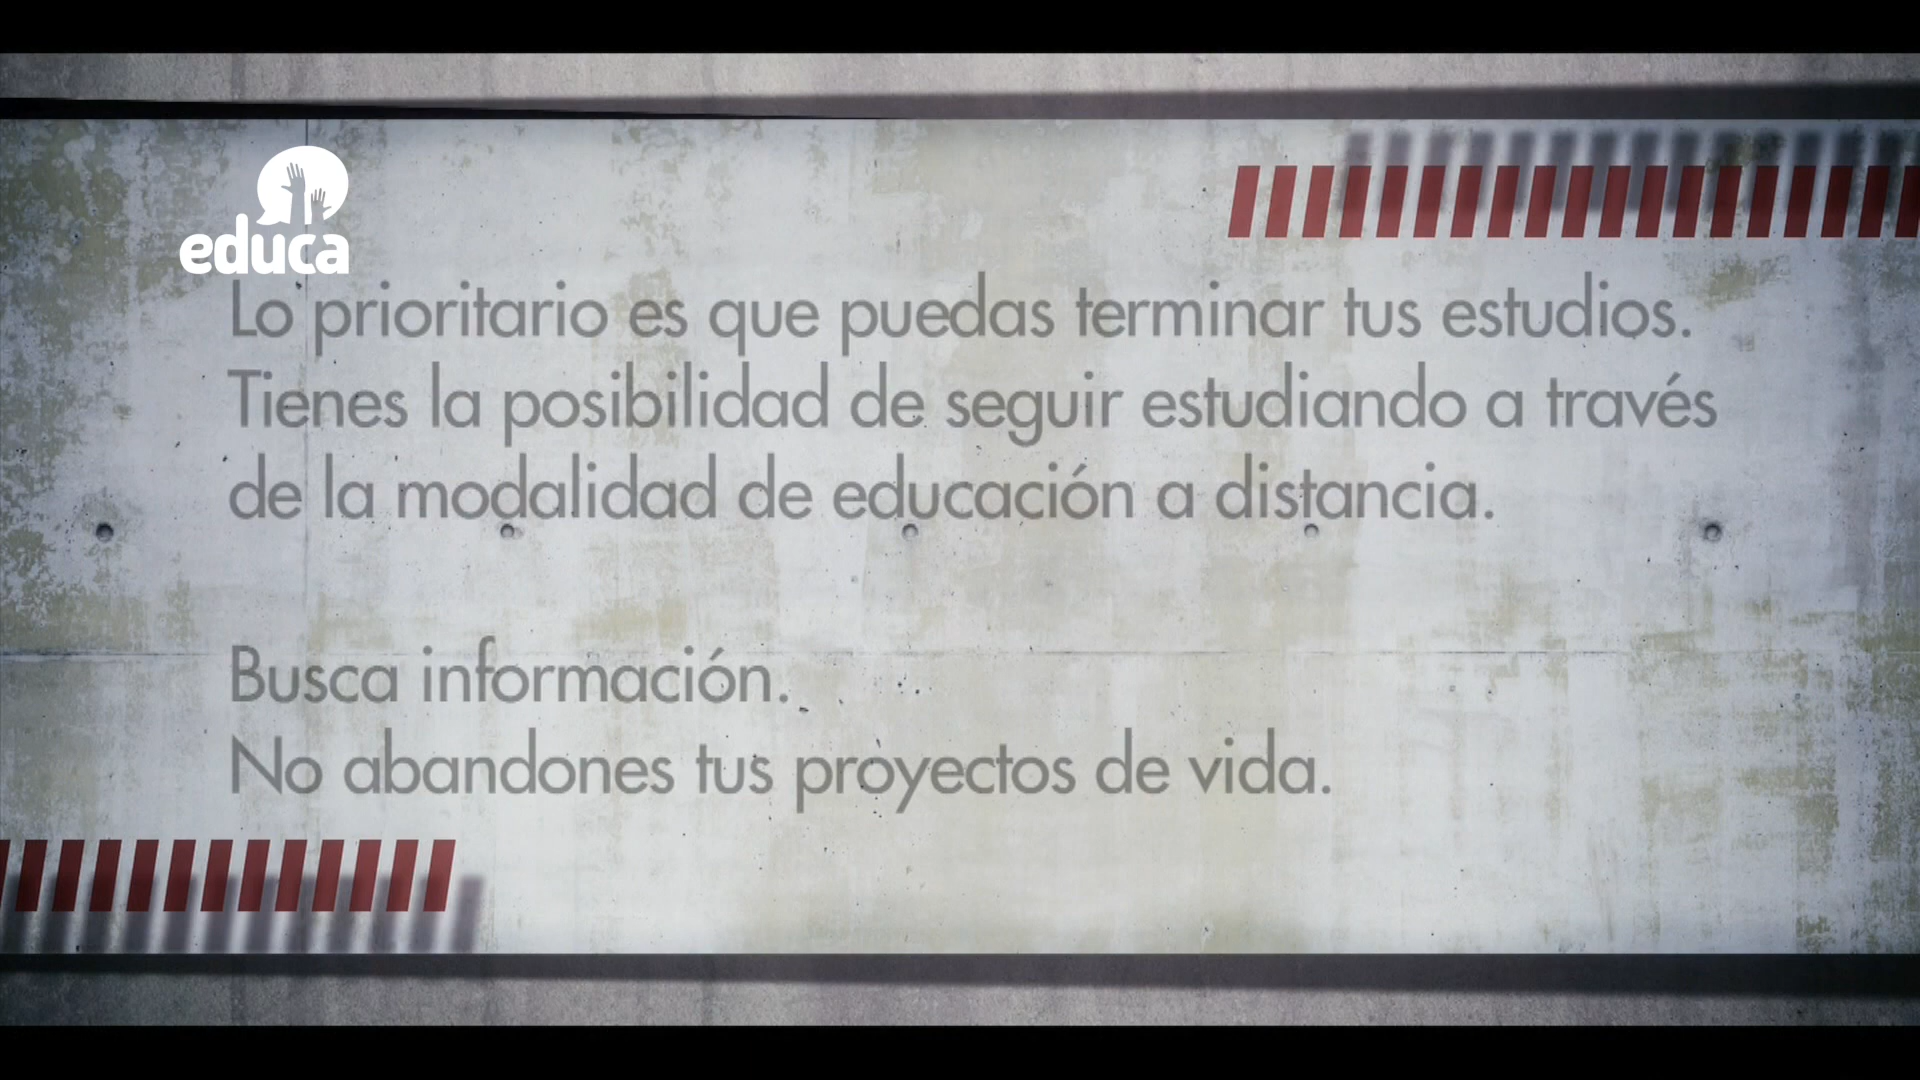 educa
Lo prioritario es que puedas terminar tus estudios.
Tienes la posibilidad de seguir estudiando a través
de la modalidad de educación a distancia.
Busca información.
No abandones tus proyectos de vida.